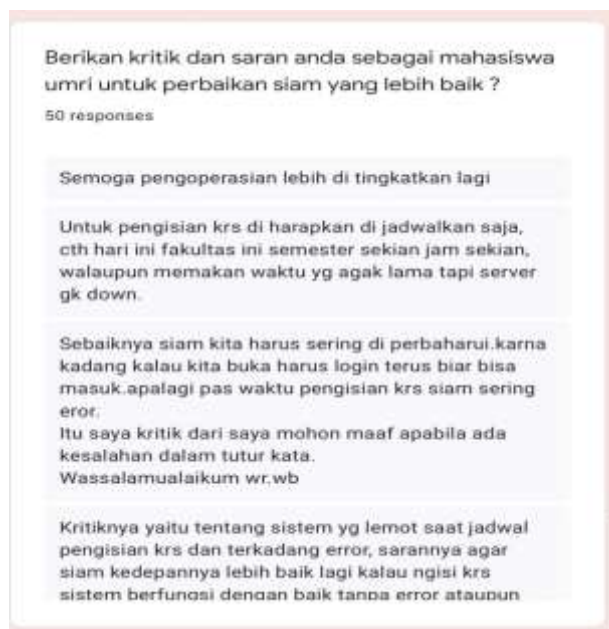 Berikan kritik dan saran anda sebagai mahasiswa
umri untuk perbaikan siam yang lebih baik ?
50 responses
Semoga pengoperasian lebih di tingkatkan lagi
Untuk pengisian krs di harapkan di jadwalkan saja,
cth hari ini fakultas ini semester sekian jam sekian,
walaupun memakan waktu yg agak lama tapi server
gk down.
Sebaiknya siam kita harus sering di perbaharui.karna
kadang kalau kita buka harus login terus biar bisa
masuk.apalagi pas waktu pengisian krs siam sering
eror.
Itu saya kritik dari saya mohon maaf apabila ada
kesalahan dalam tutur kata.
Wassalamualaikum wr.wb
Kritiknya yaitu tentang sistem yg lemot saat jadwal
pengisian krs dan terkadang error, sarannya agar
siam kedepannya lebih baik lagi kalau ngisi krs
sistem berfungsi dengan baik tanpa error ataupun